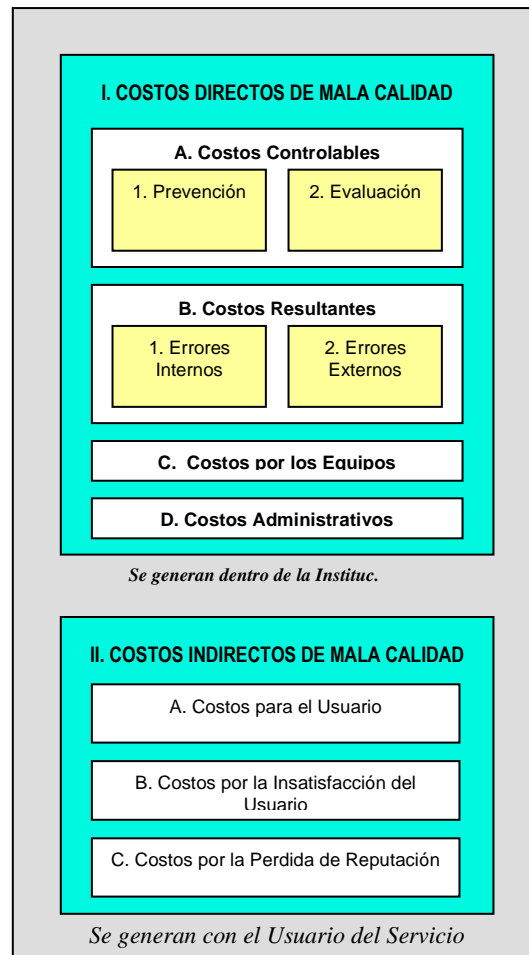 I. COSTOS DIRECTOS DE MALA CALIDAD
A. Costos Controlables
1. Prevención
2. Evaluación
B. Costos Resultantes
1. Errores
Internos
2. Errores
Externos
C. Costos por los Equipos
D. Costos Administrativos
Se generan dentro de la Instituc.
II. COSTOS INDIRECTOS DE MALA CALIDAD
A. Costos para el Usuario
B. Costos por la Insatisfacción del
Usuario
C. Costos por la Perdida de Reputación
Se generan con el Usuario del Servicio